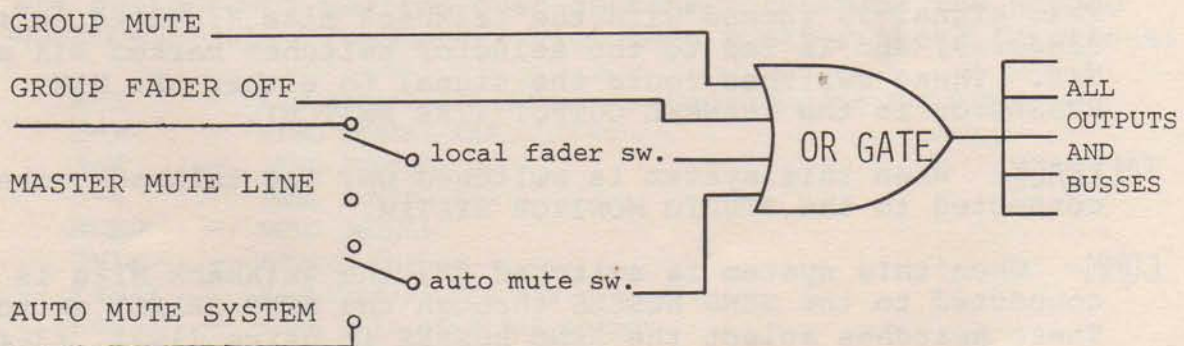 GROUP MUTE
GROUP FADER OFF
local fader sw.
MASTER MUTE LINE
auto mute sw.
AUTO MUTE SYSTEM
OR GATE
ALL
OUTPUTS
AND
BUSSES